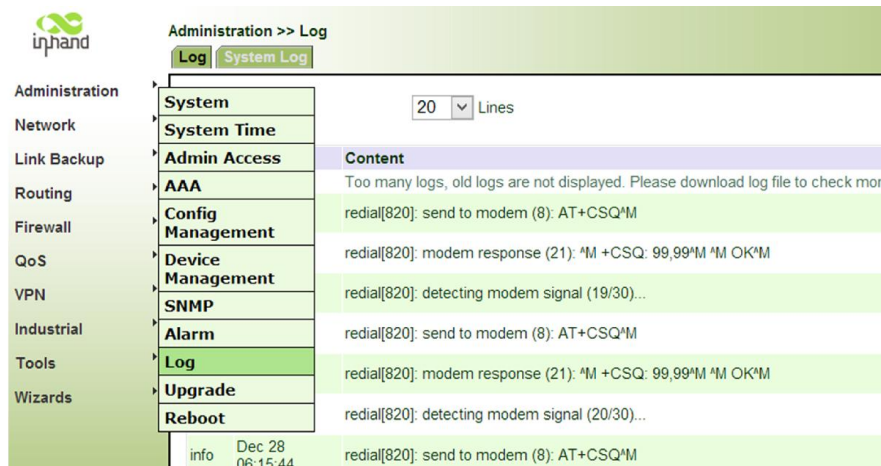 inhand
Administration >> Log
Log System Log
Administration
Network
Link Backup
Routing
Firewall
QoS
VPN
Industrial
Tools
Wizards
System
System Time
Admin Access
AAA
Config
Management
Device
Management
SNMP
Alarm
Log
Upgrade
Reboot
20 Lines
Content
Too many logs, old logs are not displayed. Please download log file to check mor
redial[820]: send to modem (8): AT+CSQ^M
redial[820]: modem response (21): ^M +CSQ: 99,99^M ^M OK^M
redial[820]: detecting modem signal (19/30)...
redial[820]: send to modem (8): AT+CSQ^M
redial[820]: modem response (21): ^M +CSQ: 99,99^M ^M OK^M
redial[820]: detecting modem signal (20/30)...
info Dec 28 redial[820]: send to modem (8): AT+CSQ^M
06:15:44